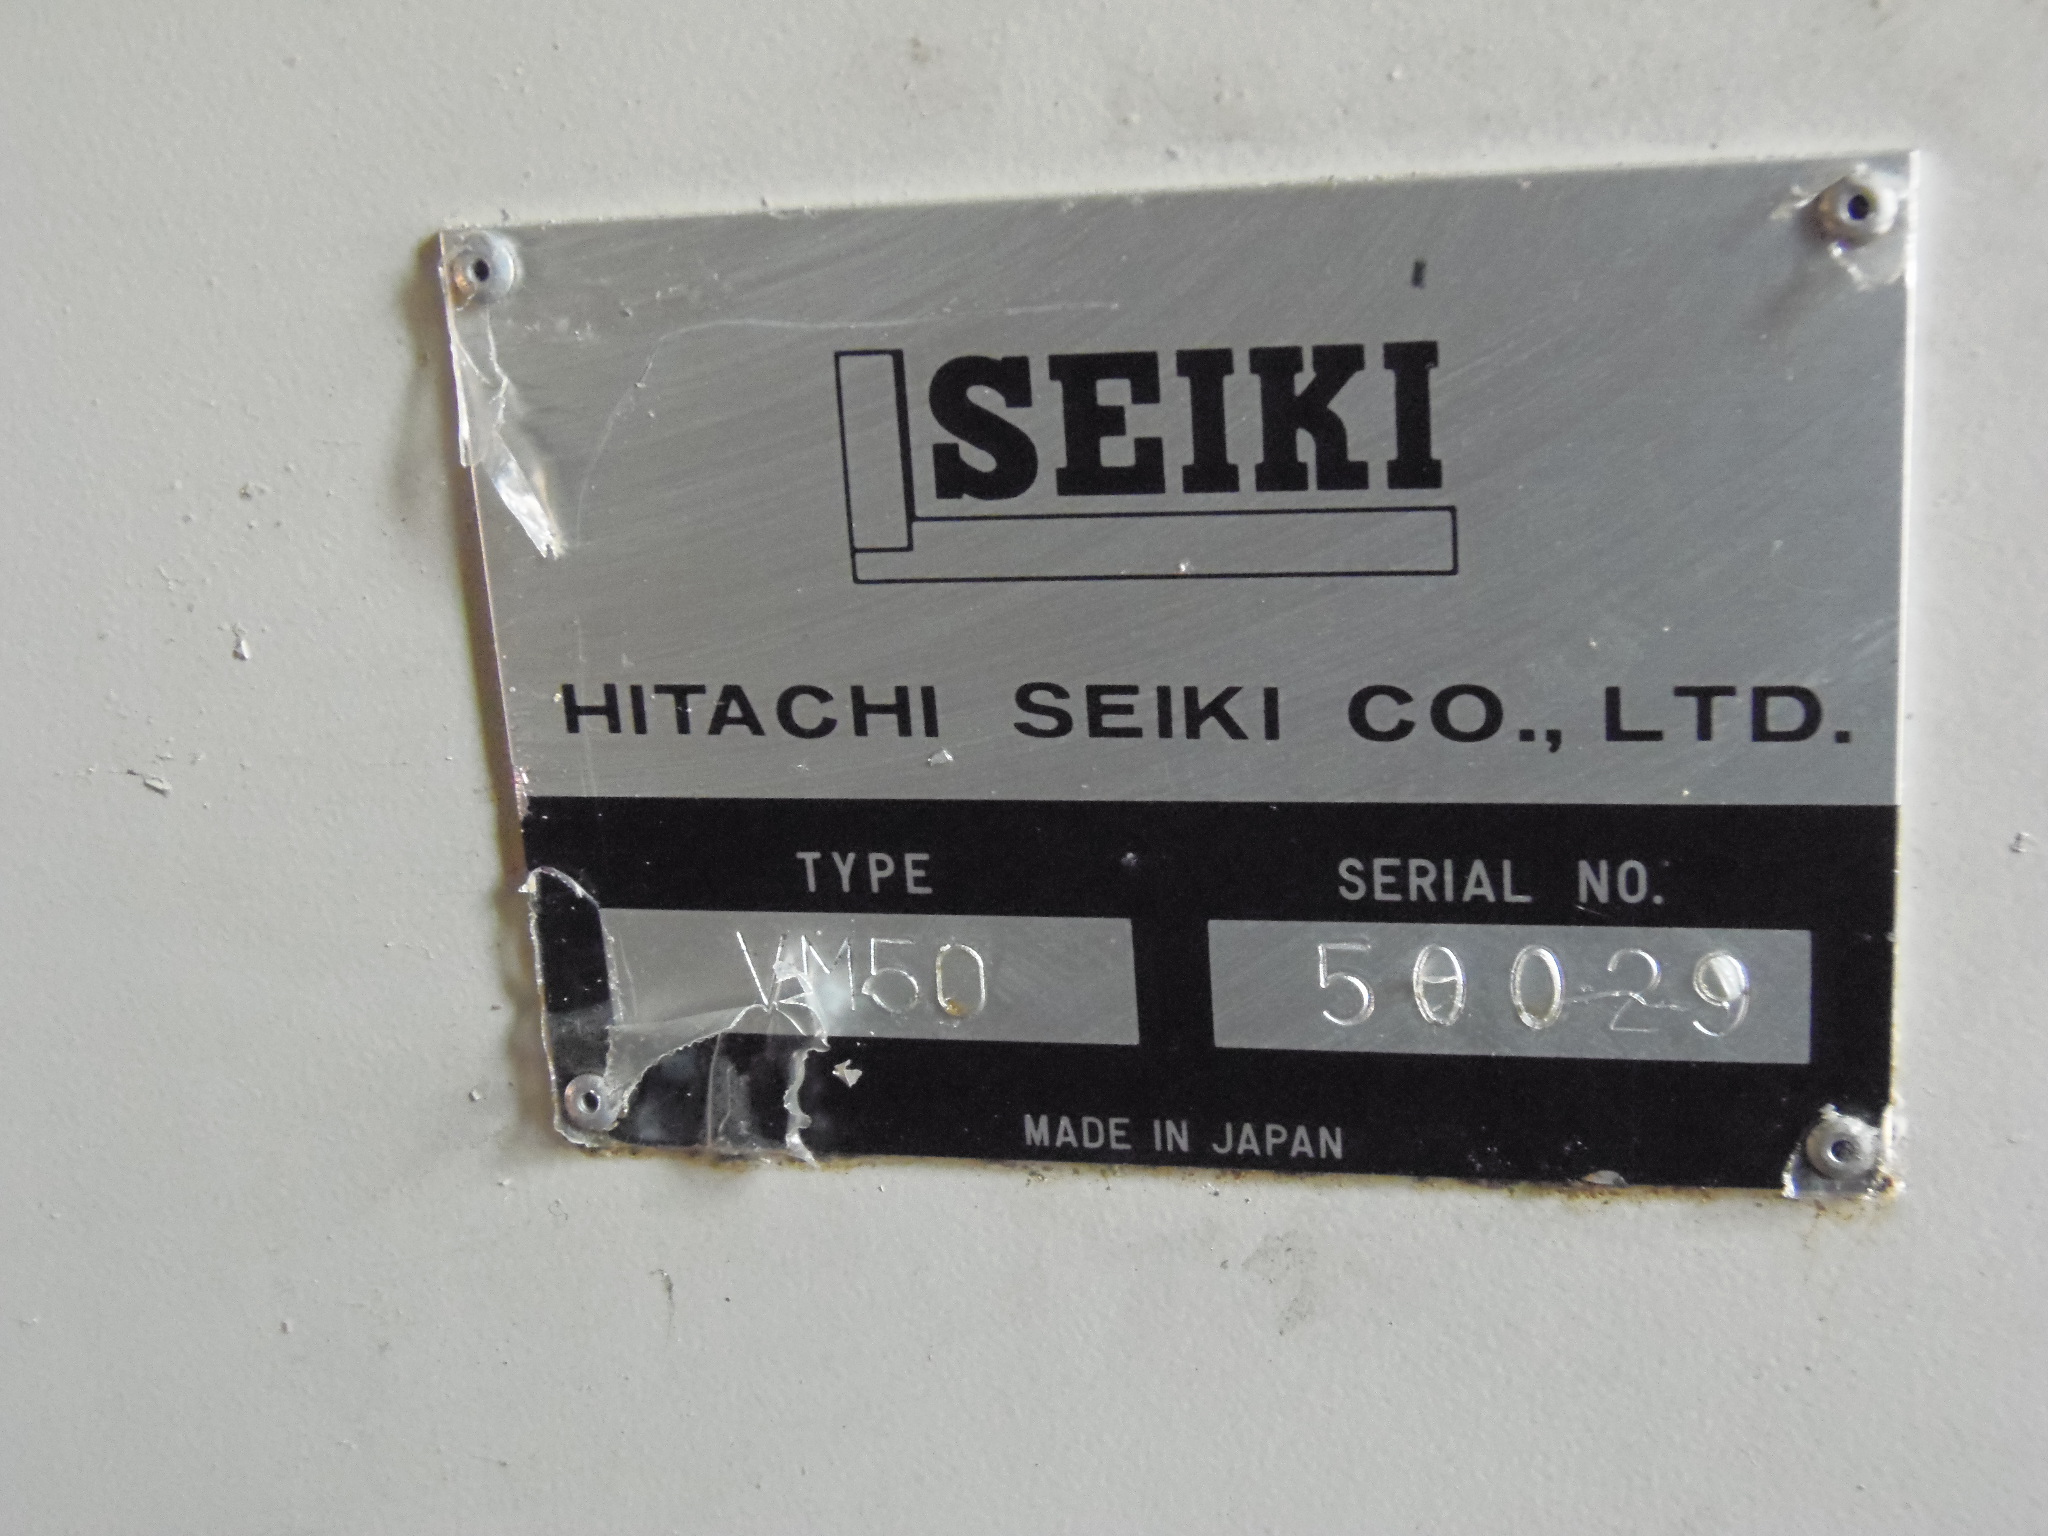 SEIKI
HITACHI SEIKI CO., LTD.
TYPE SERIAL NO.
VM50 50029
MADE IN JAPAN